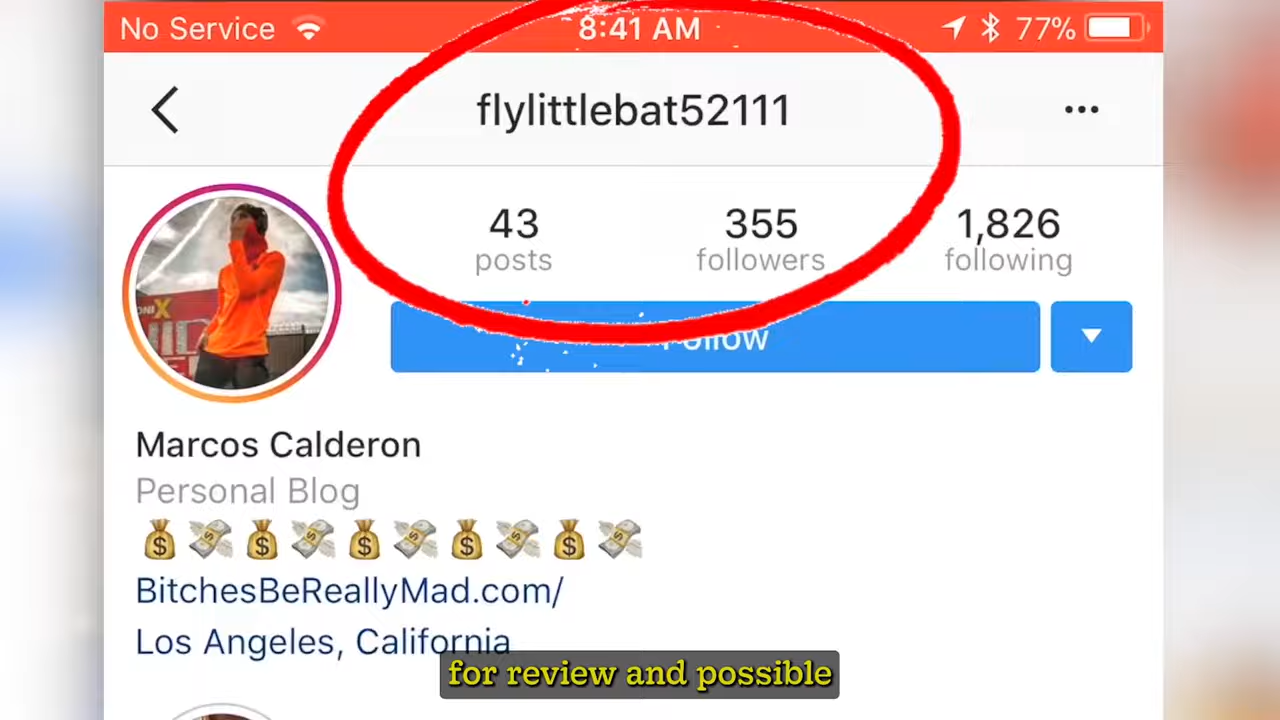 No Service 8:41 AM 77%
flylittlebat52111
43 355 1,826
posts followers following
Follow
Marcos Calderon
Personal Blog
BitchesBeReallyMad.com/
Los Angeles, California
for review and possible